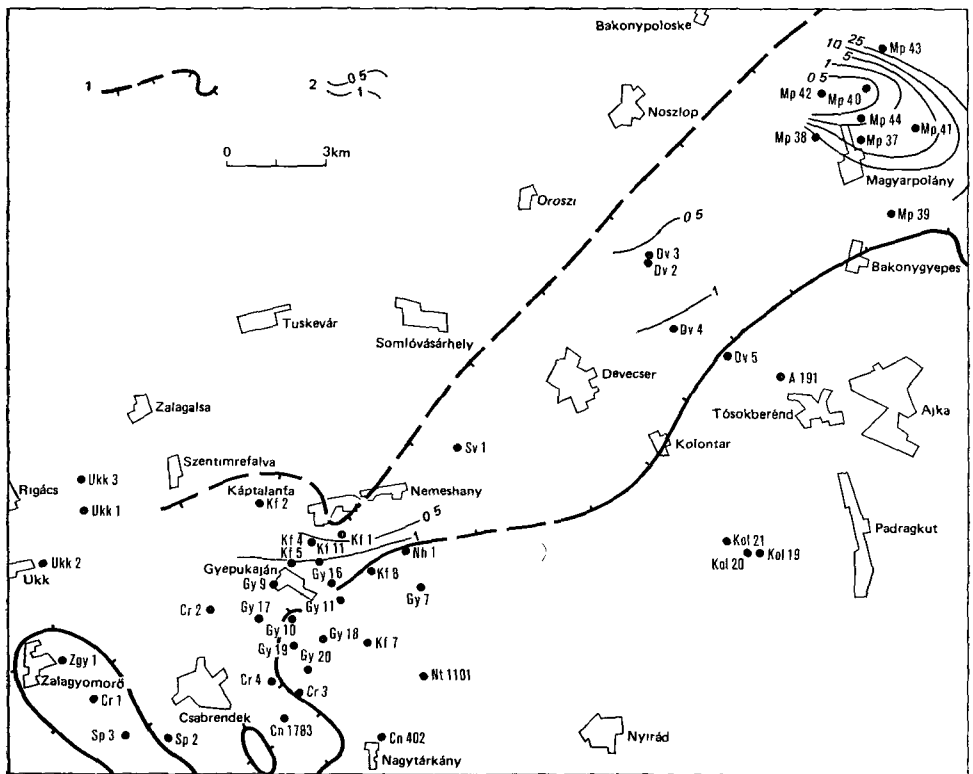 Bakonypoloske
25
10
5
1
0 5
Mp 43
1
2
0 5
1
Mp 42
Mp 40
Noszlop
Mp 44
Mp 41
Mp 38
Mp 37
0 3km
Magyarpolány
Oroszi
Mp 39
0 5
Dv 3
Dv 2
Bakonygyepes
1
Tuskevár
Somlóvásárhely
Dv 4
Dv 5
Devecser
A 191
Zalagalsa
Tósokberénd
Ajka
Sv 1
Kolontar
Szentimrefalva
Ukk 3
Rigács
Káptalanfa
Nemeshany
Kf 2
Ukk 1
0 5
Padragkut
Kf 4
Kf 11
Kf 1
1
Kf 5
Nh 1
Kol 21
Kol 20
Kol 19
Ukk 2
Ukk
Gyepukaján
Gy 16
Kf 8
Gy 9
Gy 7
Cr 2
Gy 17
Gy 11
Gy 10
Gy 18
Kf 7
Gy 19
Gy 20
Zgy 1
Zalagyomorő
Cr 4
Nt 1101
Cr 1
Cr 3
Csabrendek
Cn 1783
Sp 3
Sp 2
Cn 402
Nyirád
Nagytárkány